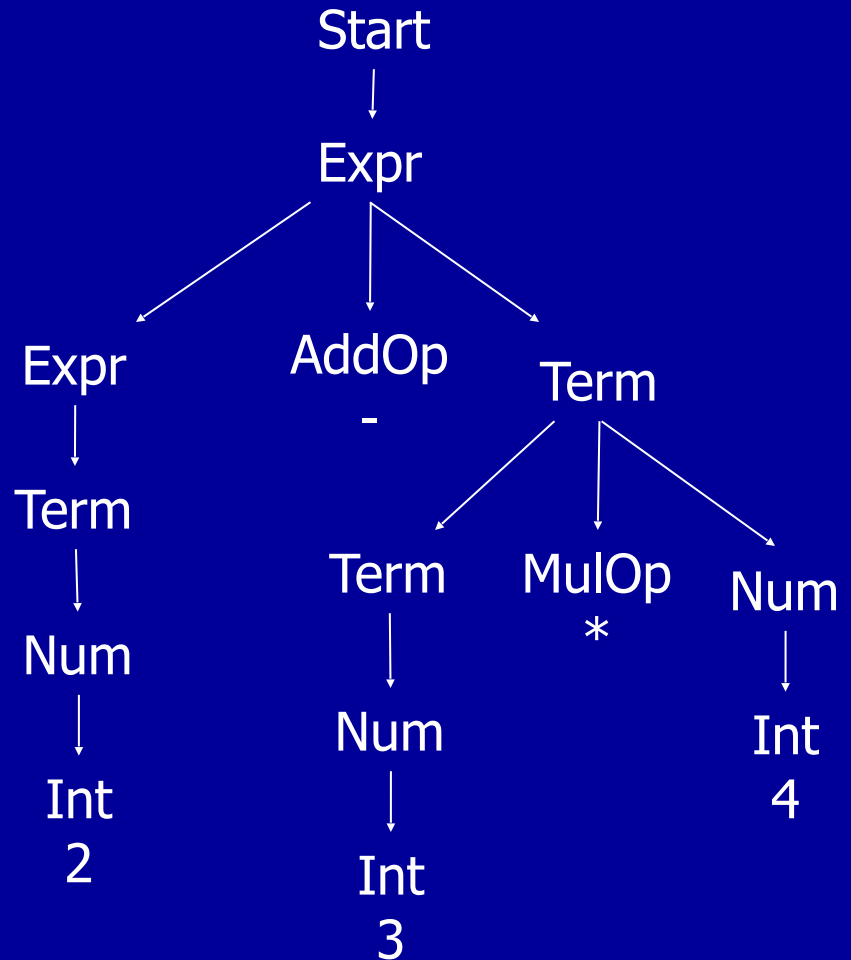 Start
Expr
Expr
AddOp
-
Term
Term
Term
MulOp
*
Num
Num
Num
Int
2
Int
4
Int
3